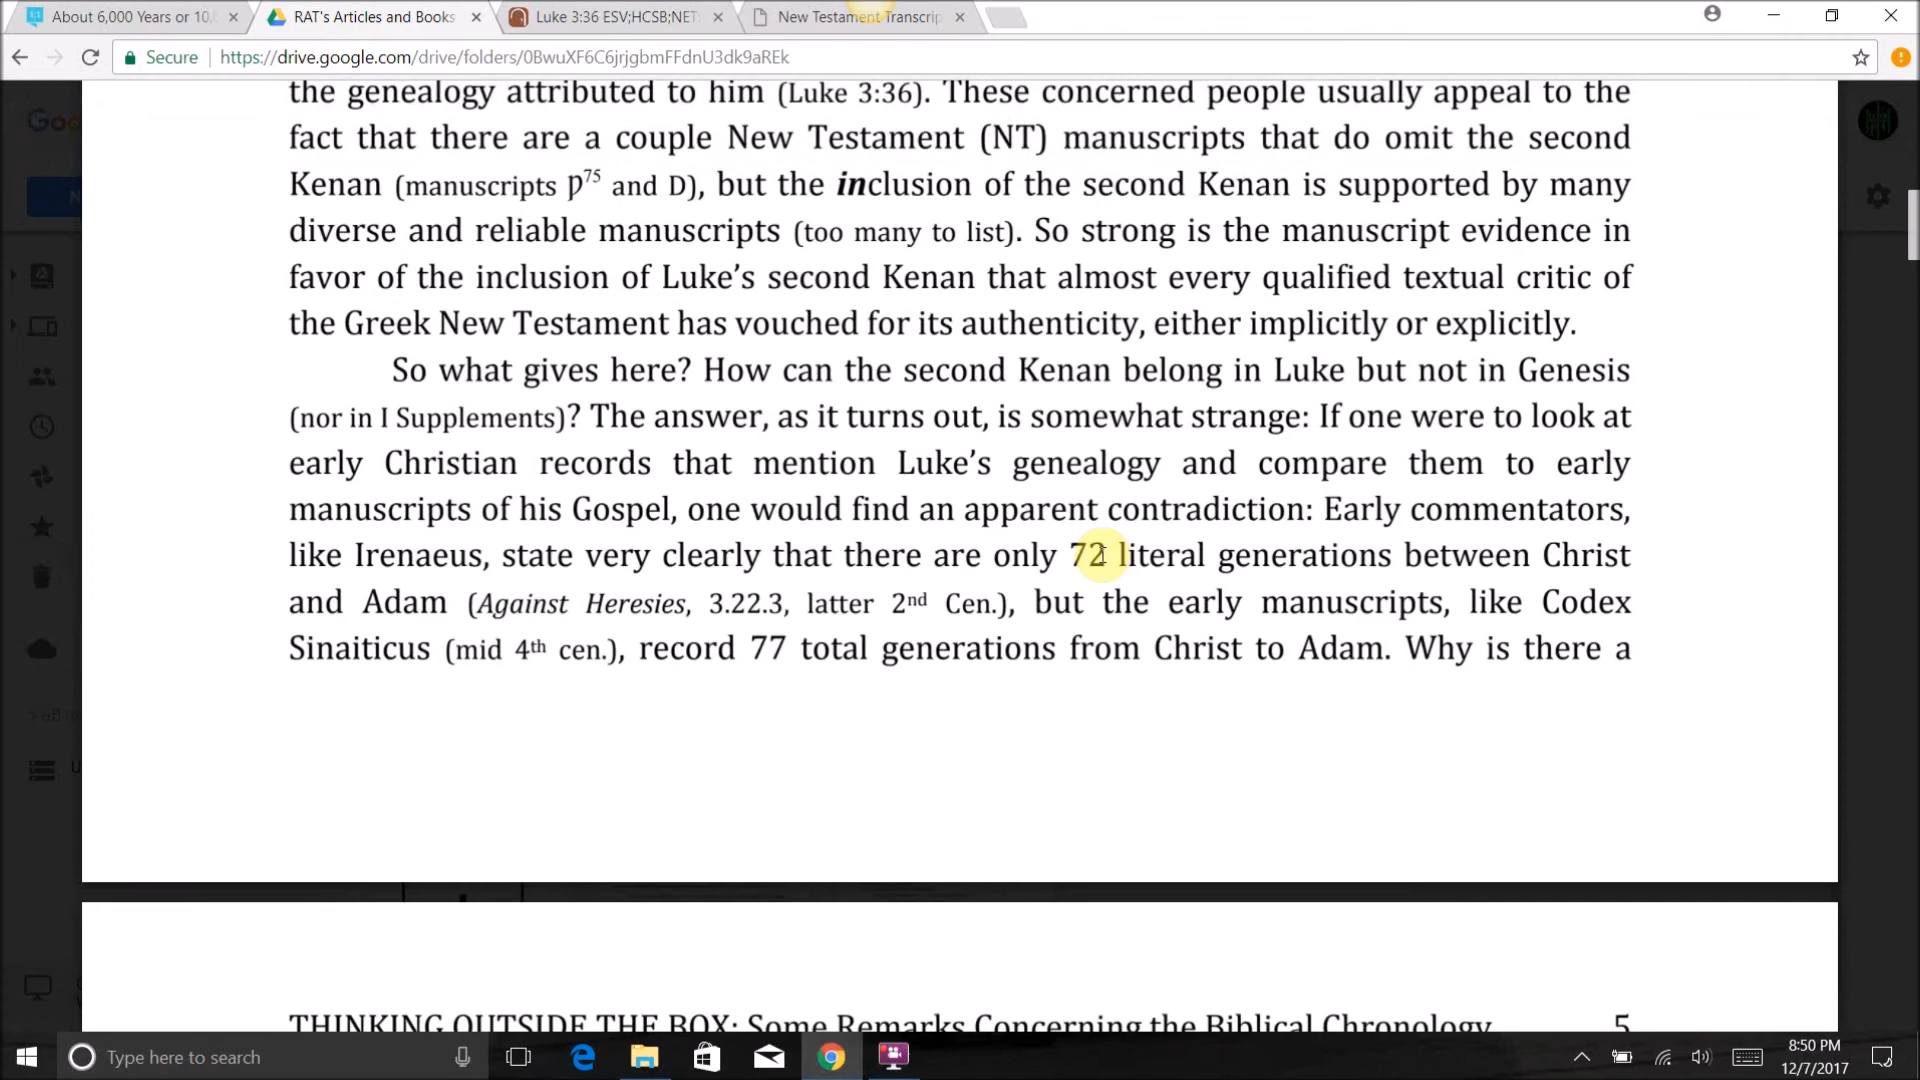 About 6,000 Years or 10,
RAT's Articles and Books
Luke 3:36 ESV;HCSB;NET
New Testament Transcrip
Secure
https://drive.google.com/drive/folders/0BwuXF6C6jrjgbmFFdnU3dk9aREk
the genealogy attributed to him (Luke 3:36). These concerned people usually appeal to the
fact that there are a couple New Testament (NT) manuscripts that do omit the second
Kenan (manuscripts p⁷⁵ and D), but the inclusion of the second Kenan is supported by many
diverse and reliable manuscripts (too many to list). So strong is the manuscript evidence in
favor of the inclusion of Luke’s second Kenan that almost every qualified textual critic of
the Greek New Testament has vouched for its authenticity, either implicitly or explicitly.
So what gives here? How can the second Kenan belong in Luke but not in Genesis
(nor in I Supplements)? The answer, as it turns out, is somewhat strange: If one were to look at
early Christian records that mention Luke’s genealogy and compare them to early
manuscripts of his Gospel, one would find an apparent contradiction: Early commentators,
like Irenaeus, state very clearly that there are only 72 literal generations between Christ
and Adam (Against Heresies, 3.22.3, latter 2nd Cen.), but the early manuscripts, like Codex
Sinaiticus (mid 4th cen.), record 77 total generations from Christ to Adam. Why is there a
THINKING OUTSIDE THE BOX: Some Remarks Concerning the Biblical Chronology 5
Type here to search
8:50 PM
12/7/2017